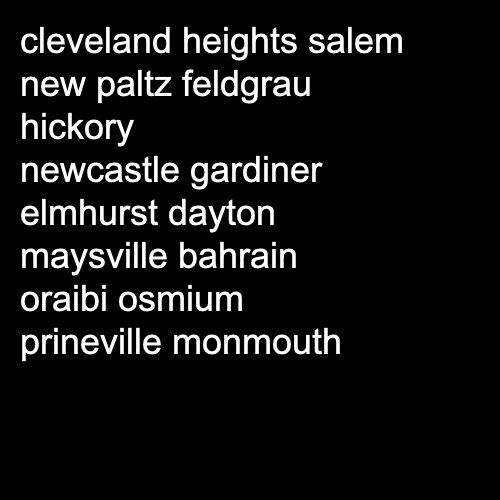 cleveland heights salem
new paltz feldgrau
hickory
newcastle gardiner
elmhurst dayton
maysville bahrain
oraibi osmium
prineville monmouth